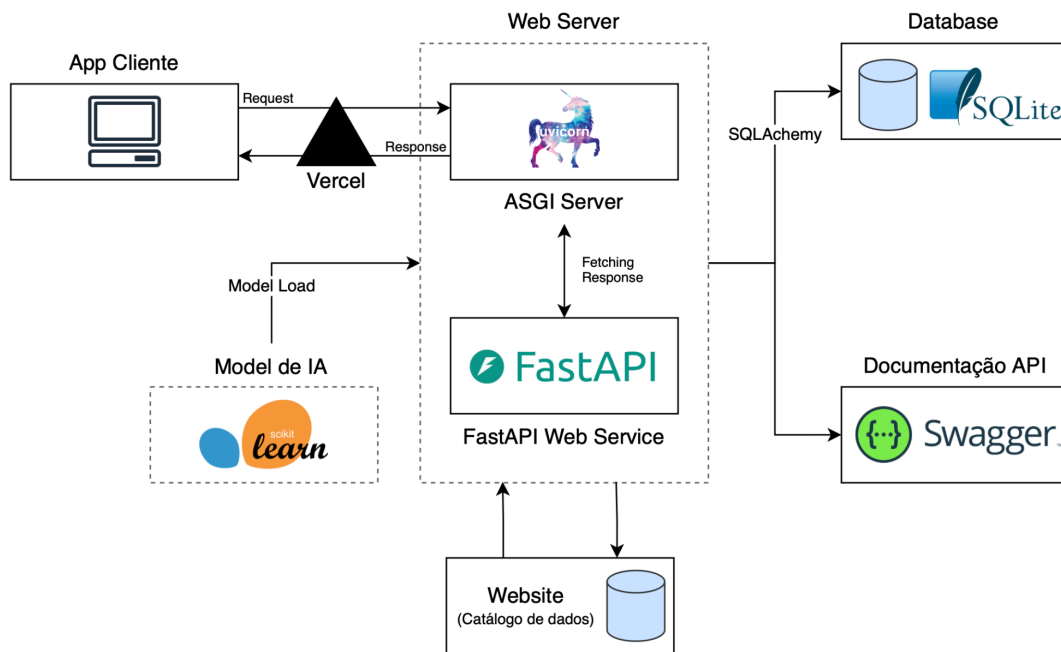 Web Server
Database
App Cliente
Request
Response
Vercel
uvicorn
ASGI Server
SQLAchemy
SQLite
Fetching
Response
Model Load
FastAPI
FastAPI Web Service
Model de IA
scikit
learn
Documentação API
{···} Swagger
Website
(Catálogo de dados)